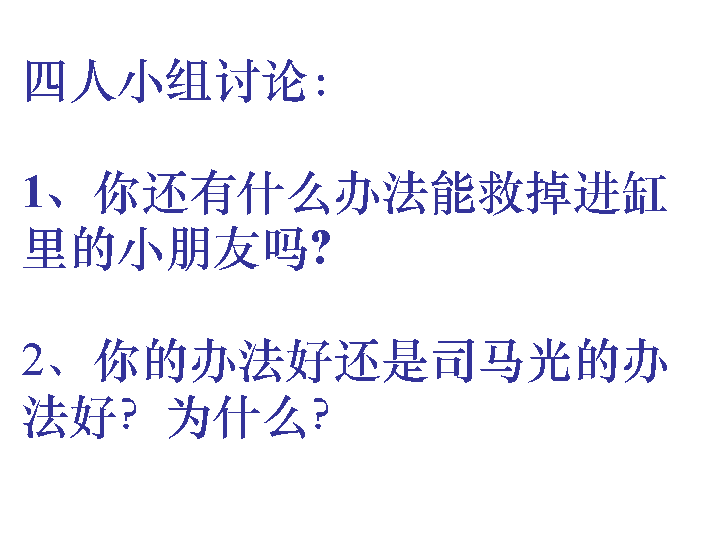 四人小组讨论：
1、你还有什么办法能救掉进缸
里的小朋友吗?
2、你的办法好还是司马光的办
法好？为什么？